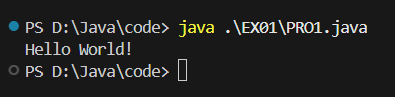 PS D:\Java\code> java .\EX01\PRO1.java
Hello World!
PS D:\Java\code>